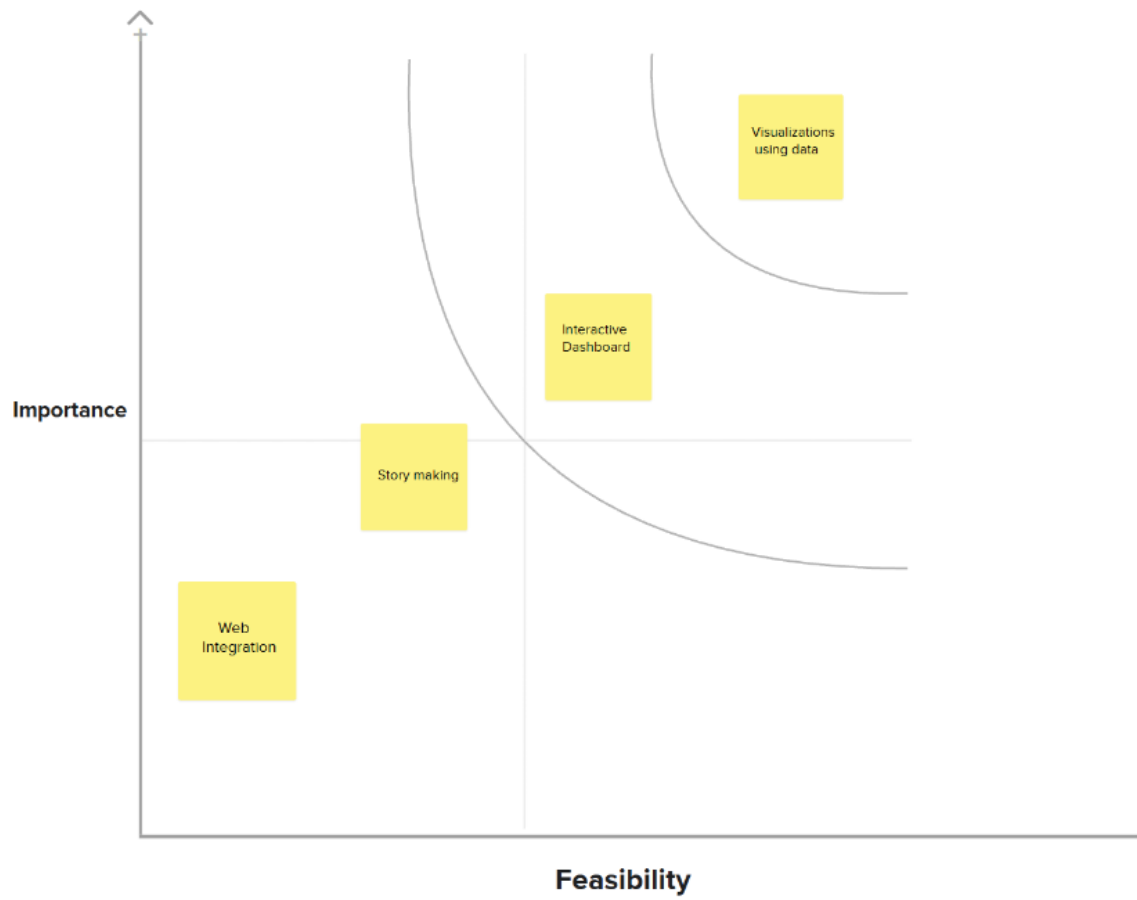 Visualizations
using data
Interactive
Dashboard
Importance
Story making
Web
Integration
Feasibility